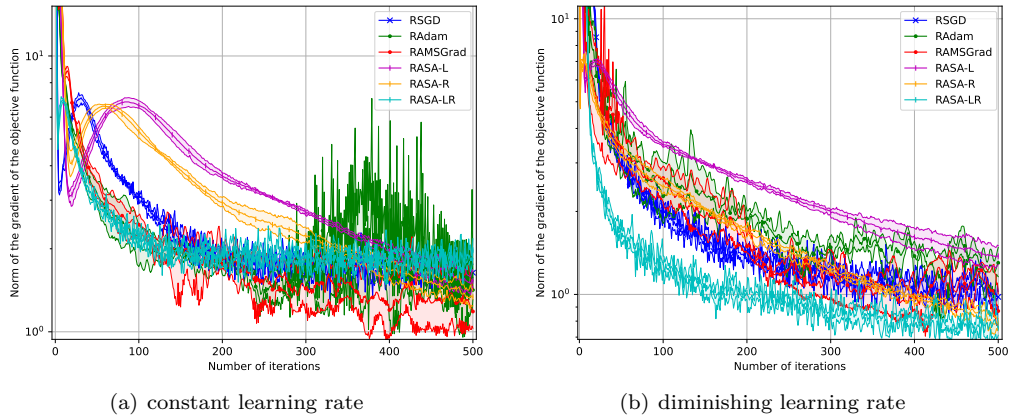 Norm of the gradient of the objective function
10¹
10⁰
RSGD
RAdam
RAMSGrad
RASA-L
RASA-R
RASA-LR
0 100 200 300 400 500
Number of iterations
(a) constant learning rate
Norm of the gradient of the objective function
10¹
10⁰
RSGD
RAdam
RAMSGrad
RASA-L
RASA-R
RASA-LR
0 100 200 300 400 500
Number of iterations
(b) diminishing learning rate